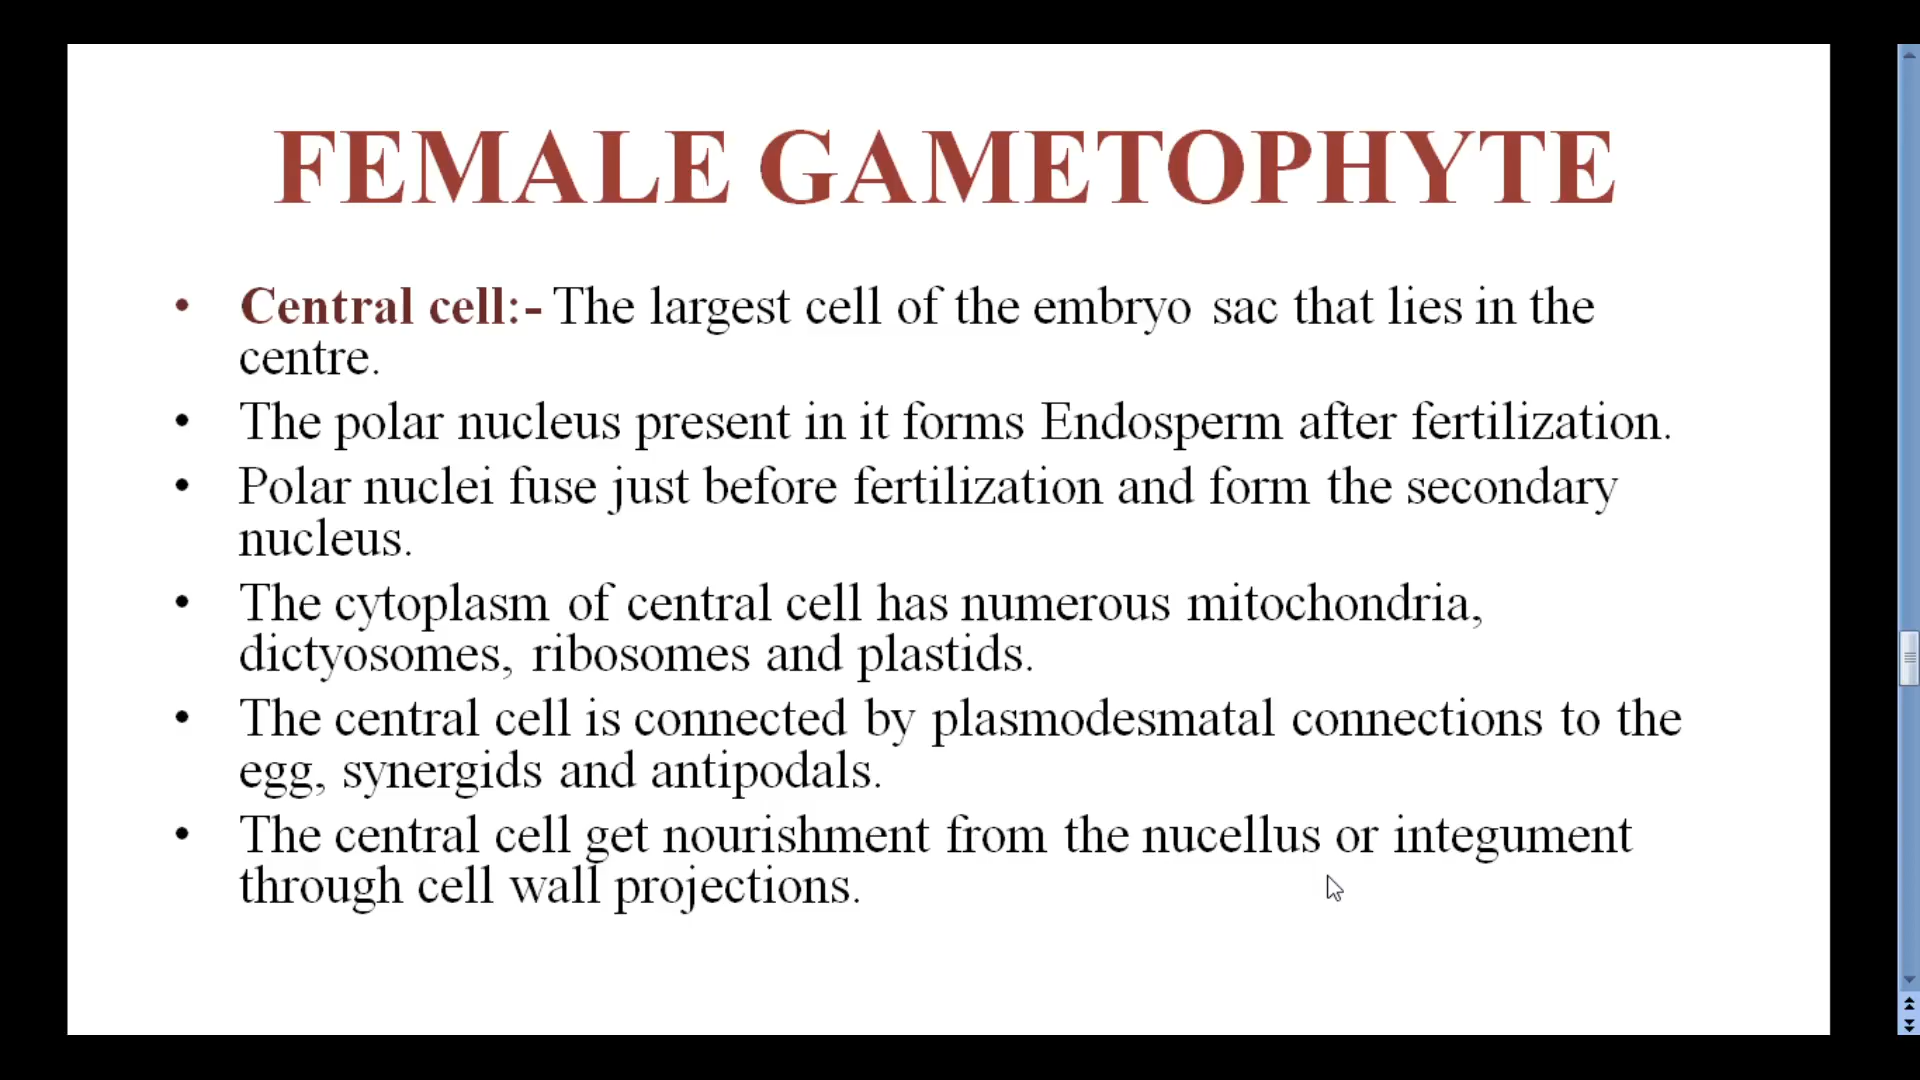 FEMALE GAMETOPHYTE
• Central cell:- The largest cell of the embryo sac that lies in the
centre.
• The polar nucleus present in it forms Endosperm after fertilization.
• Polar nuclei fuse just before fertilization and form the secondary
nucleus.
• The cytoplasm of central cell has numerous mitochondria,
dictyosomes, ribosomes and plastids.
• The central cell is connected by plasmodesmatal connections to the
egg, synergids and antipodals.
• The central cell get nourishment from the nucellus or integument
through cell wall projections.